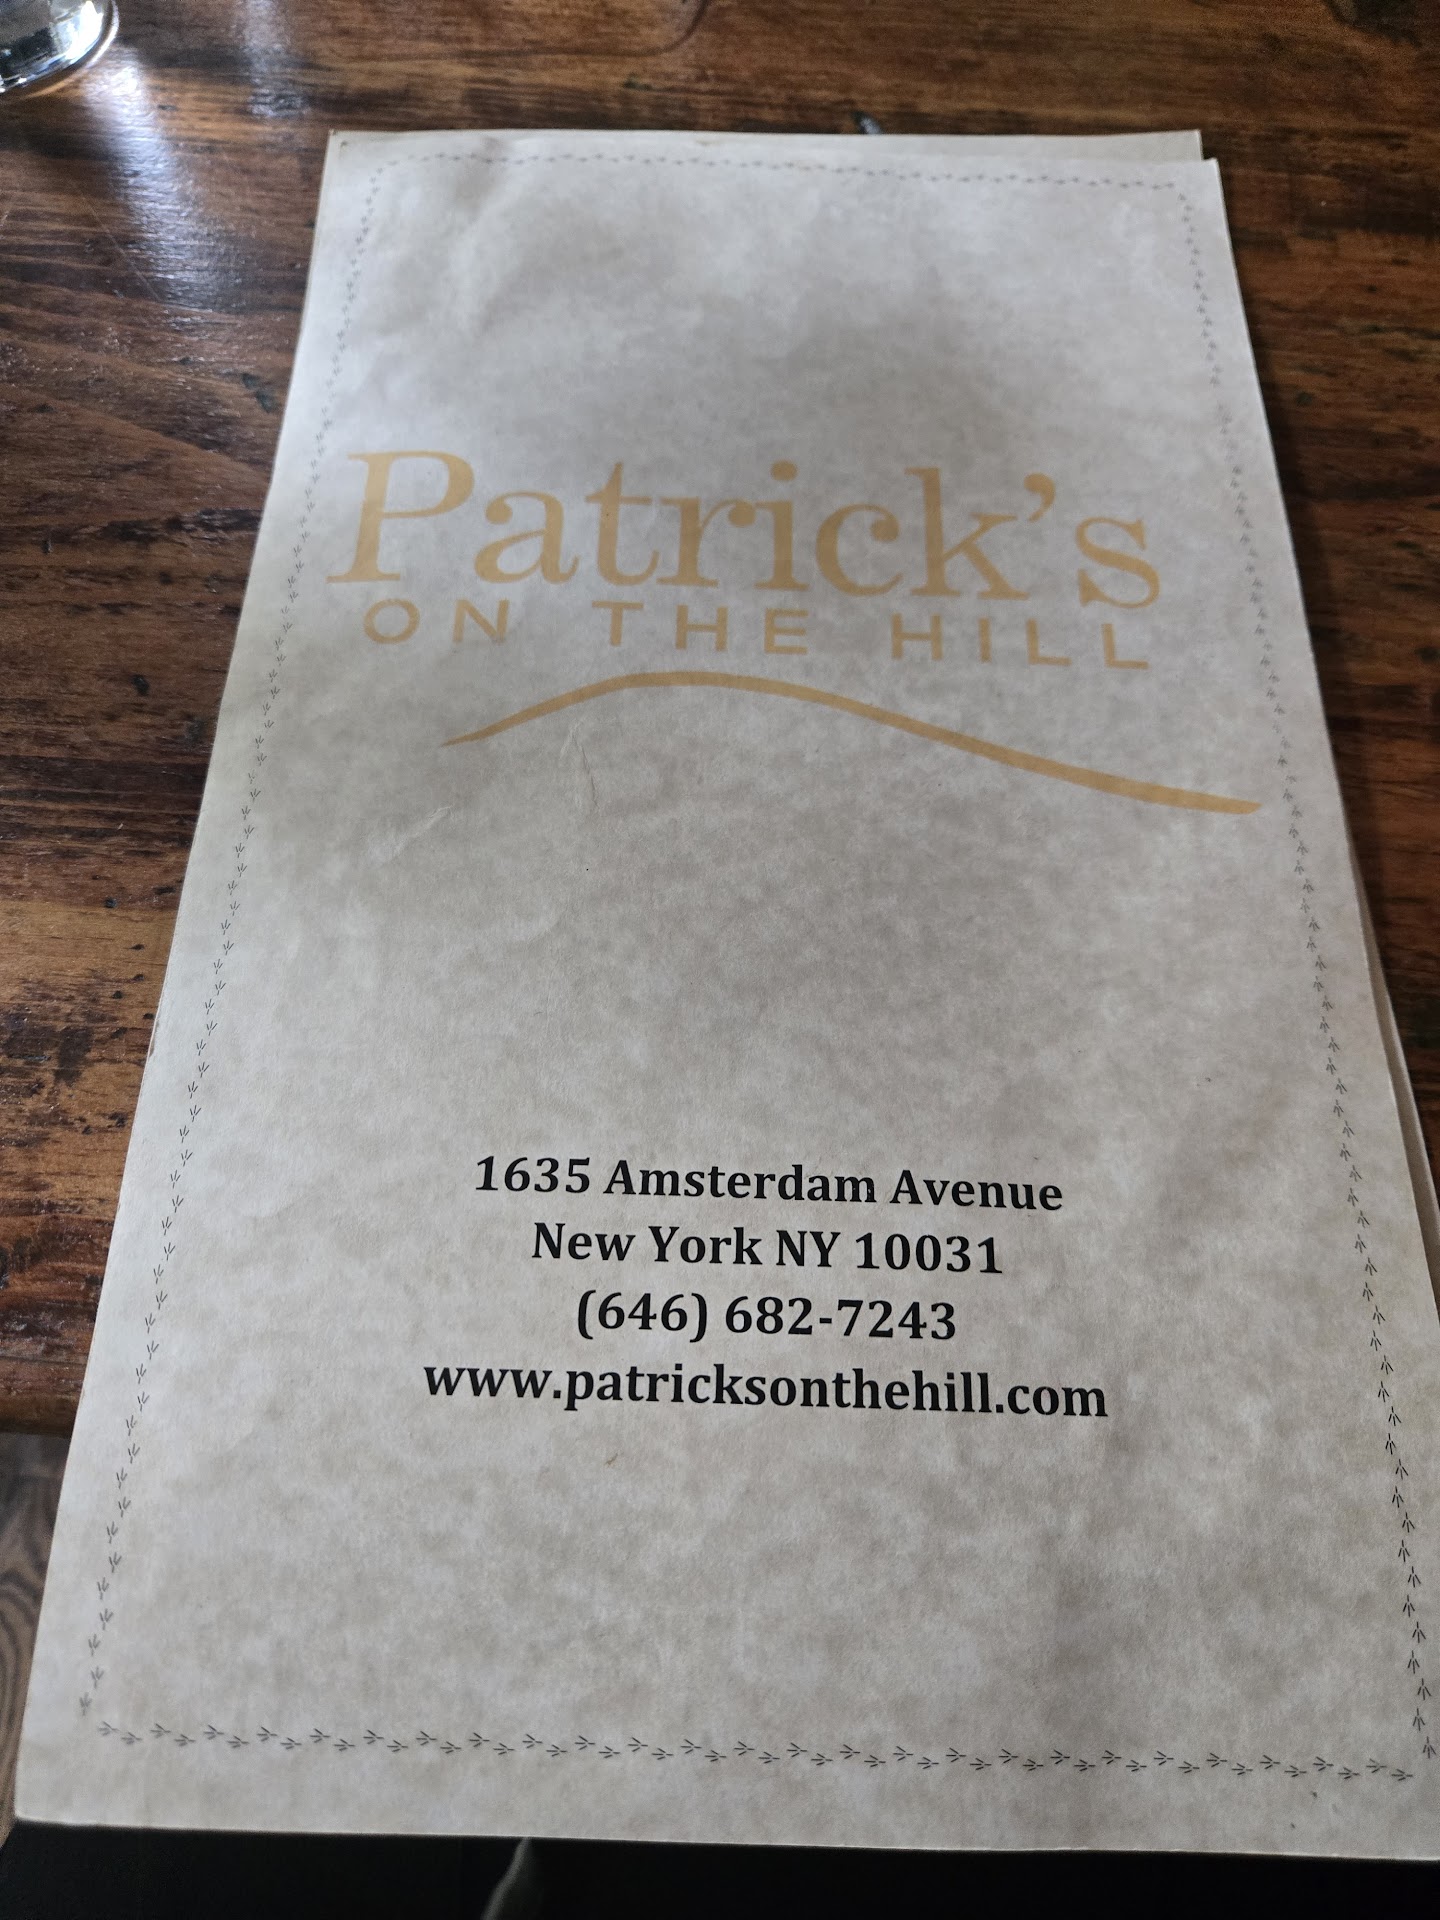 Patrick's
ON THE HILL
1635 Amsterdam Avenue
New York NY 10031
(646) 682-7243
www.patricksonthehill.com